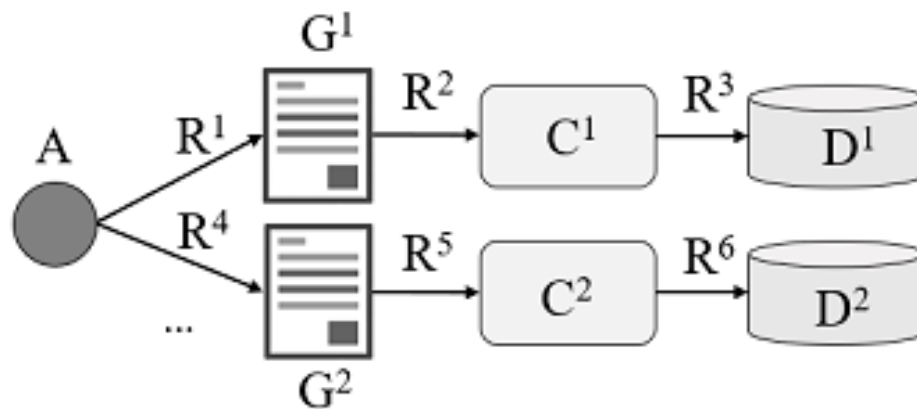 G¹
A
R¹
R²
C¹
R³
D¹
R⁴
R⁵
C²
R⁶
D²
...
G²